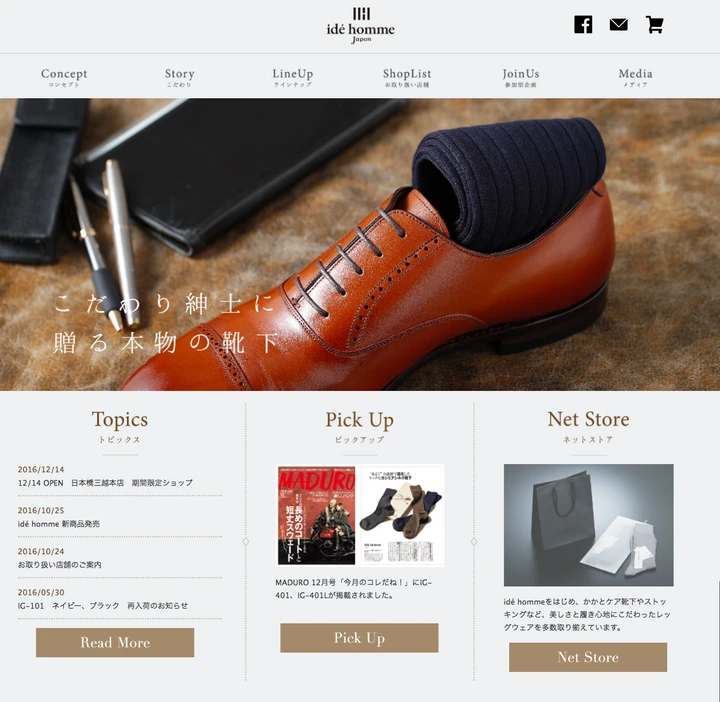 idé homme
Japan
Concept
コンセプト
Story
こだわり
LineUp
ラインナップ
ShopList
お取り扱い店舗
JoinUs
参加型企画
Media
メディア
こだわり紳士に
贈る本物の靴下
Topics
トピックス
2016/12/14
12/14 OPEN 日本橋三越本店 期間限定ショップ
2016/10/25
idé homme 新商品発売
2016/10/24
お取り扱い店舗のご案内
2016/05/30
IG-101 ネイビー、ブラック 再入荷のお知らせ
Read More
Pick Up
ピックアップ
MADURO
長めのコートと
短丈スウェード
MADURO 12月号「今月のコレだね！」にIG-
401、IG-401Lが掲載されました。
Pick Up
Net Store
ネットストア
idé hommeをはじめ、かかとケア靴下やストッ
キングなど、美しさと履き心地にこだわったレッ
グウェアを多数取り揃えています。
Net Store